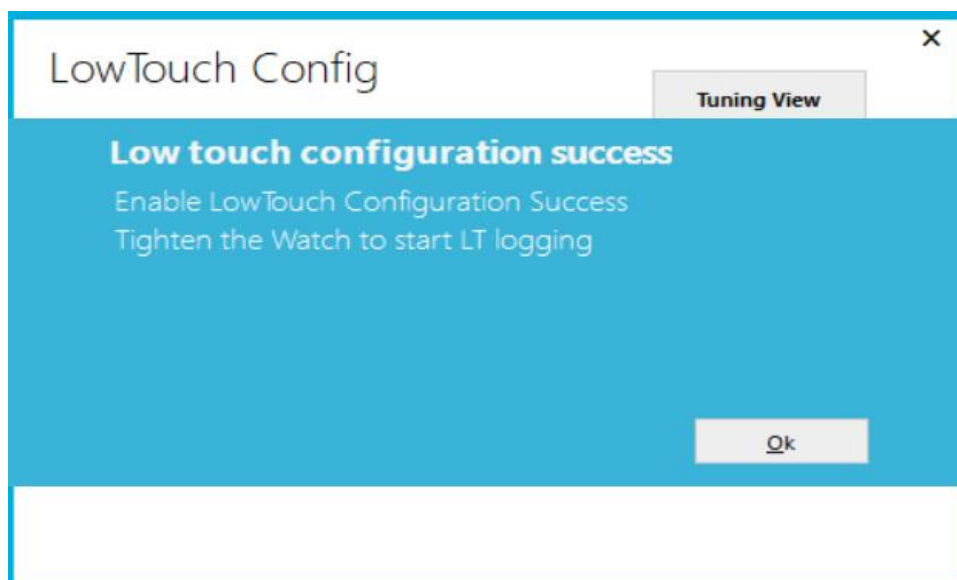 LowTouch Config
Tuning View
Low touch configuration success
Enable LowTouch Configuration Success
Tighten the Watch to start LT logging
Ok